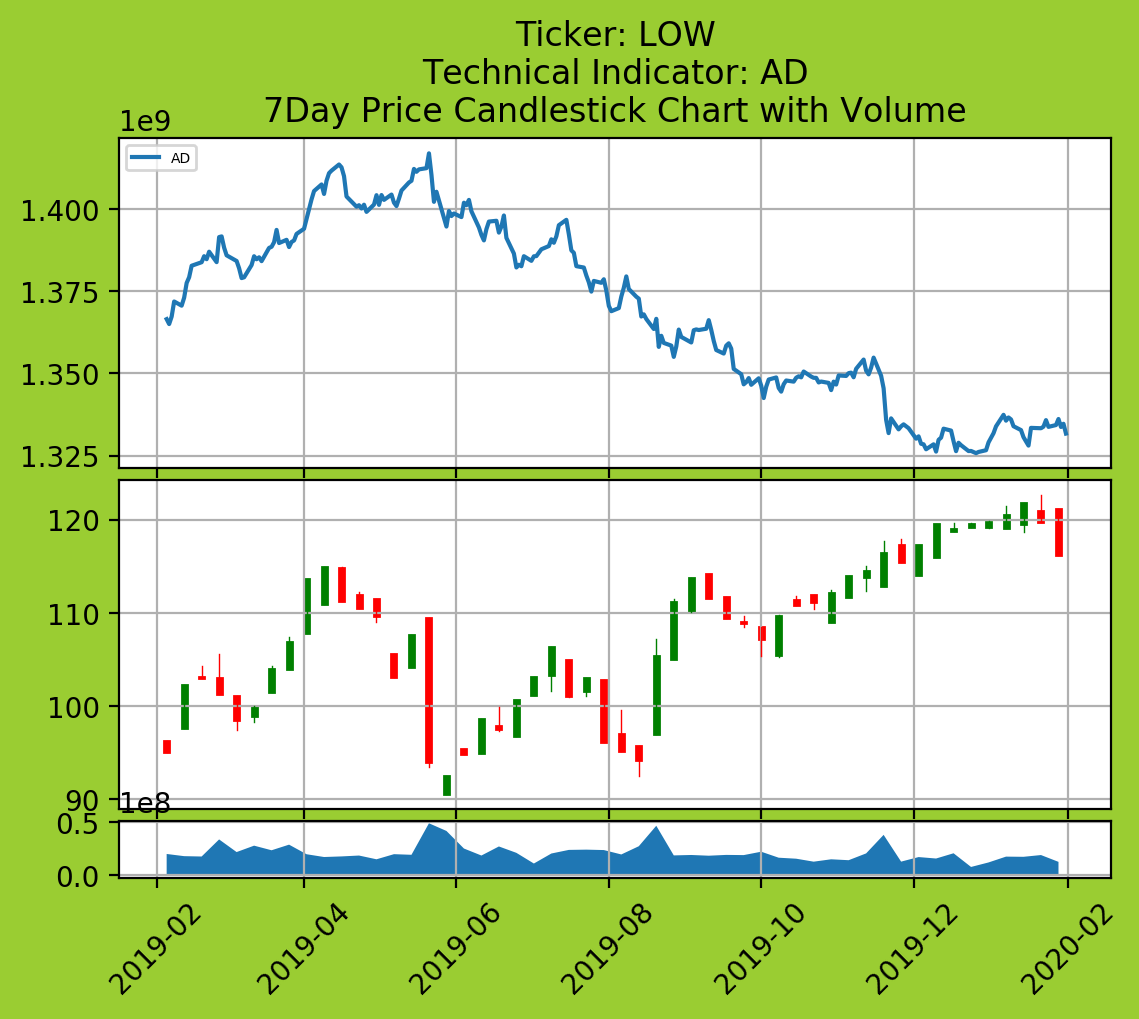 Ticker: LOW
Technical Indicator: AD
7Day Price Candlestick Chart with Volume
1e9
AD
1.400
1.375
1.350
1.325
120
110
100
90
1e8
0.5
0.0
2019-02
2019-04
2019-06
2019-08
2019-10
2019-12
2020-02